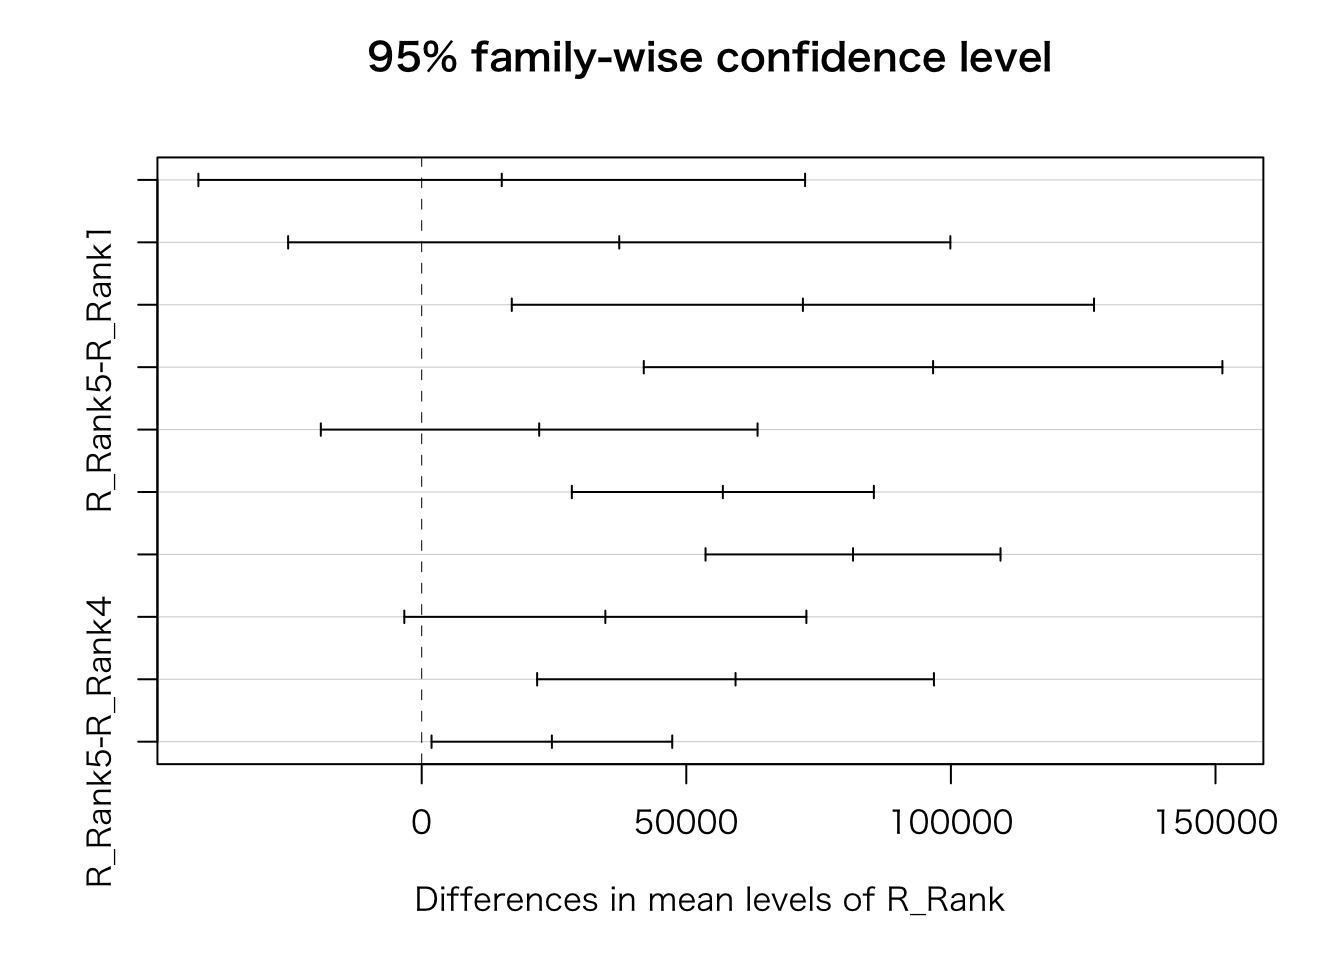 95% family-wise confidence level
R_Rank5-R_Rank1
R_Rank5-R_Rank4
0 50000 100000 150000
Differences in mean levels of R_Rank